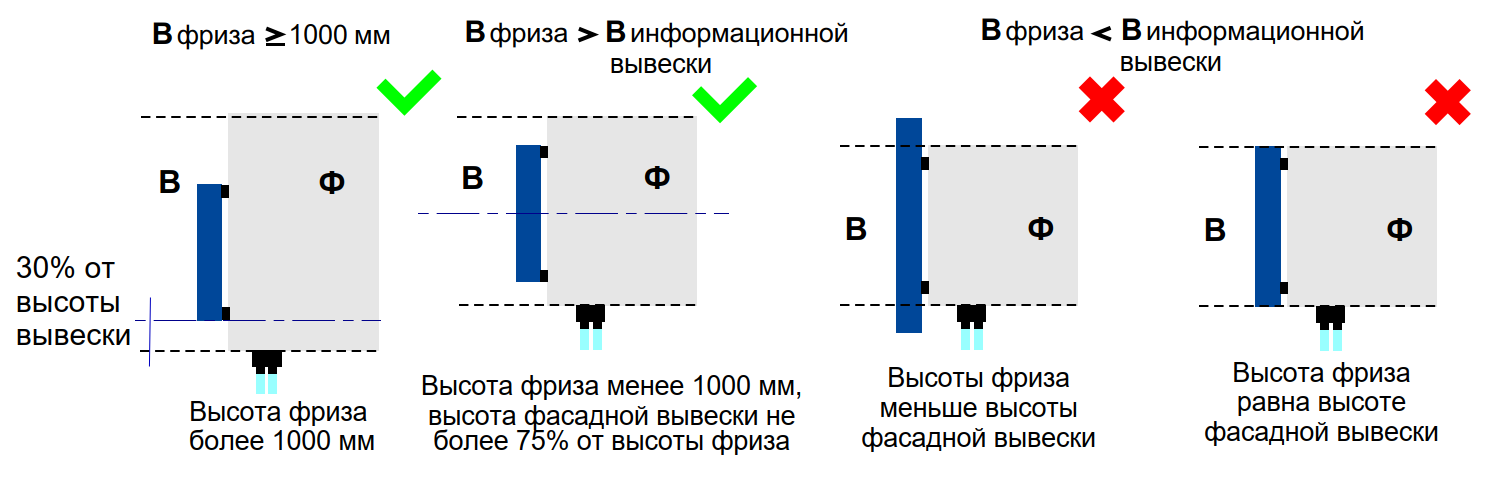 В фриза ≥ 1000 мм
В фриза > В информационной
вывески
В фриза < В информационной
вывески
В
Ф
В
Ф
В
Ф
В
Ф
30% от
высоты
вывески
Высота фриза
более 1000 мм
Высота фриза менее 1000 мм,
высота фасадной вывески не
более 75% от высоты фриза
Высоты фриза
меньше высоты
фасадной вывески
Высота фриза
равна высоте
фасадной вывески